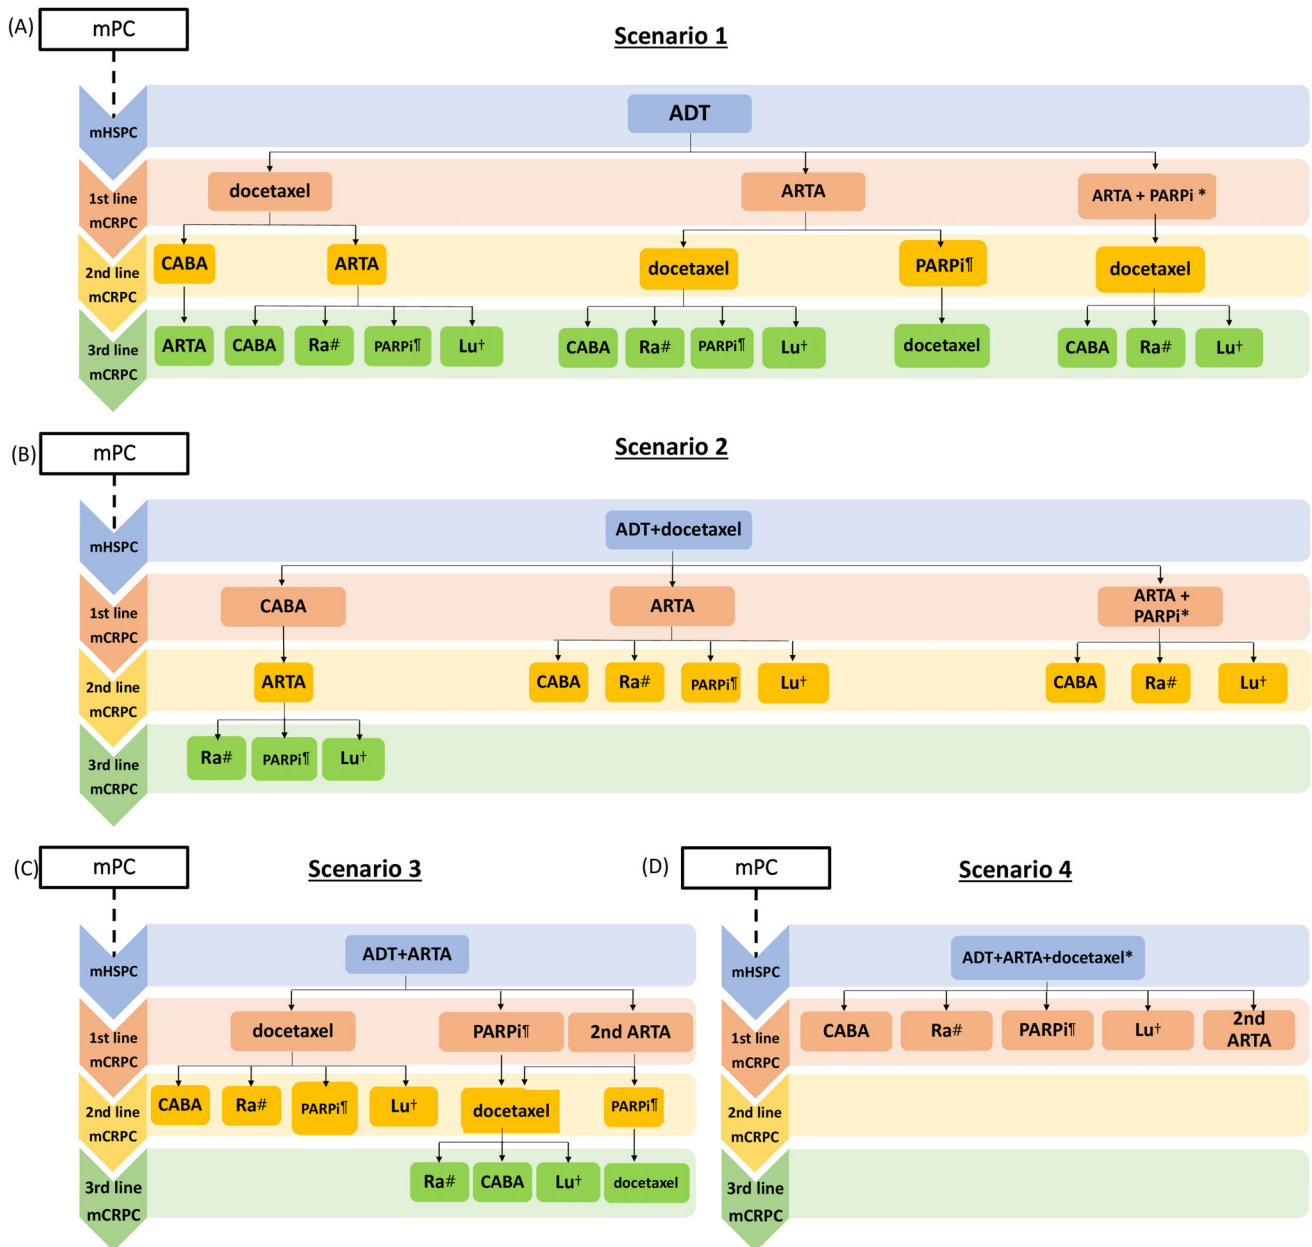 (A)
mPC
Scenario 1
mHSPC
ADT
1st line
mCRPC
docetaxel
ARTA
ARTA + PARPi *
2nd line
mCRPC
CABA
ARTA
docetaxel
PARPi¶
docetaxel
3rd line
mCRPC
ARTA
CABA
Ra#
PARPi¶
Lu†
CABA
Ra#
PARPi¶
Lu†
docetaxel
CABA
Ra#
Lu†
(B)
mPC
Scenario 2
mHSPC
ADT+docetaxel
1st line
mCRPC
CABA
ARTA
ARTA +
PARPi*
2nd line
mCRPC
ARTA
CABA
Ra#
PARPi¶
Lu†
CABA
Ra#
Lu†
3rd line
mCRPC
Ra#
PARPi¶
Lu†
(C)
mPC
Scenario 3
mHSPC
ADT+ARTA
1st line
mCRPC
docetaxel
PARPi¶
2nd ARTA
2nd line
mCRPC
CABA
Ra#
PARPi¶
Lu†
docetaxel
PARPi¶
3rd line
mCRPC
Ra#
CABA
Lu†
docetaxel
(D)
mPC
Scenario 4
mHSPC
ADT+ARTA+docetaxel*
1st line
mCRPC
CABA
Ra#
PARPi¶
Lu†
2nd
ARTA
2nd line
mCRPC
3rd line
mCRPC